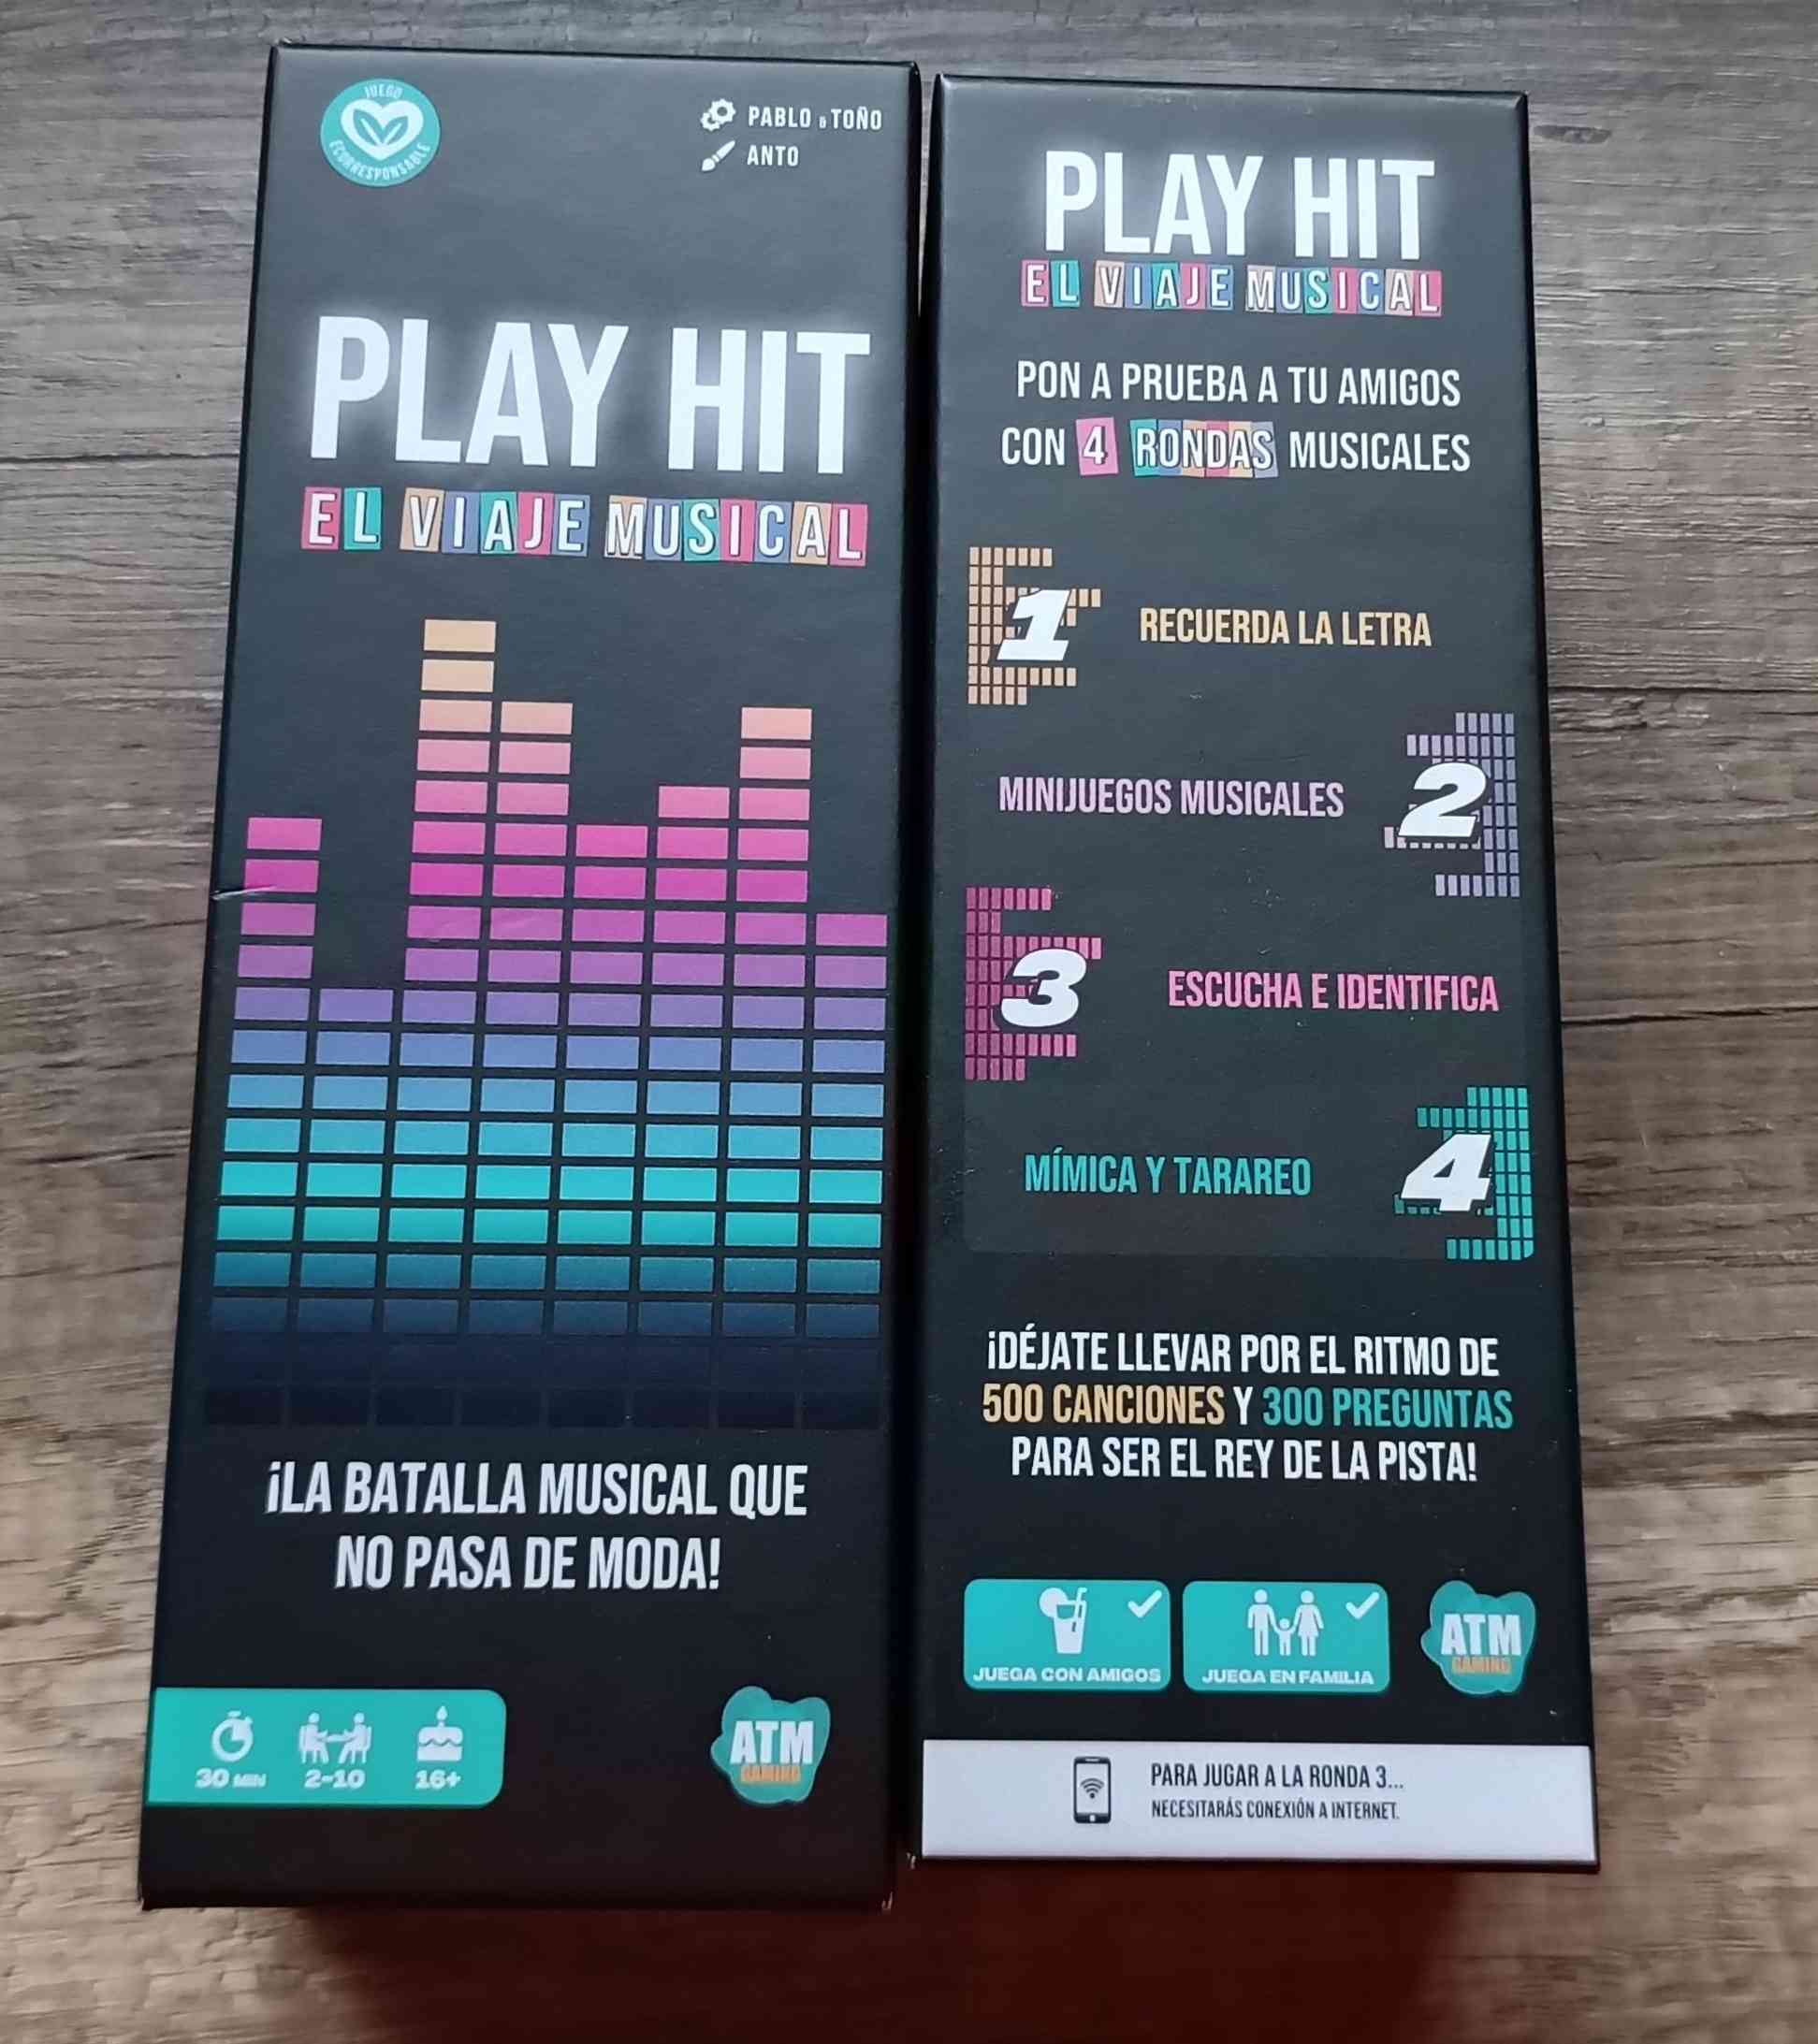 JUEGO
ECORRESPONSABLE
PABLO & TOÑO
ANTO
PLAY HIT
EL VIAJE MUSICAL
¡LA BATALLA MUSICAL QUE
NO PASA DE MODA!
30 MIN
2-10
16+
ATM
GAMING
PLAY HIT
EL VIAJE MUSICAL
PON A PRUEBA A TU AMIGOS
CON 4 RONDAS MUSICALES
1 RECUERDA LA LETRA
MINIJUEGOS MUSICALES 2
3 ESCUCHA E IDENTIFICA
MÍMICA Y TARAREO 4
¡DÉJATE LLEVAR POR EL RITMO DE
500 CANCIONES Y 300 PREGUNTAS
PARA SER EL REY DE LA PISTA!
JUEGA CON AMIGOS
JUEGA EN FAMILIA
ATM
GAMING
PARA JUGAR A LA RONDA 3...
NECESITARÁS CONEXIÓN A INTERNET.